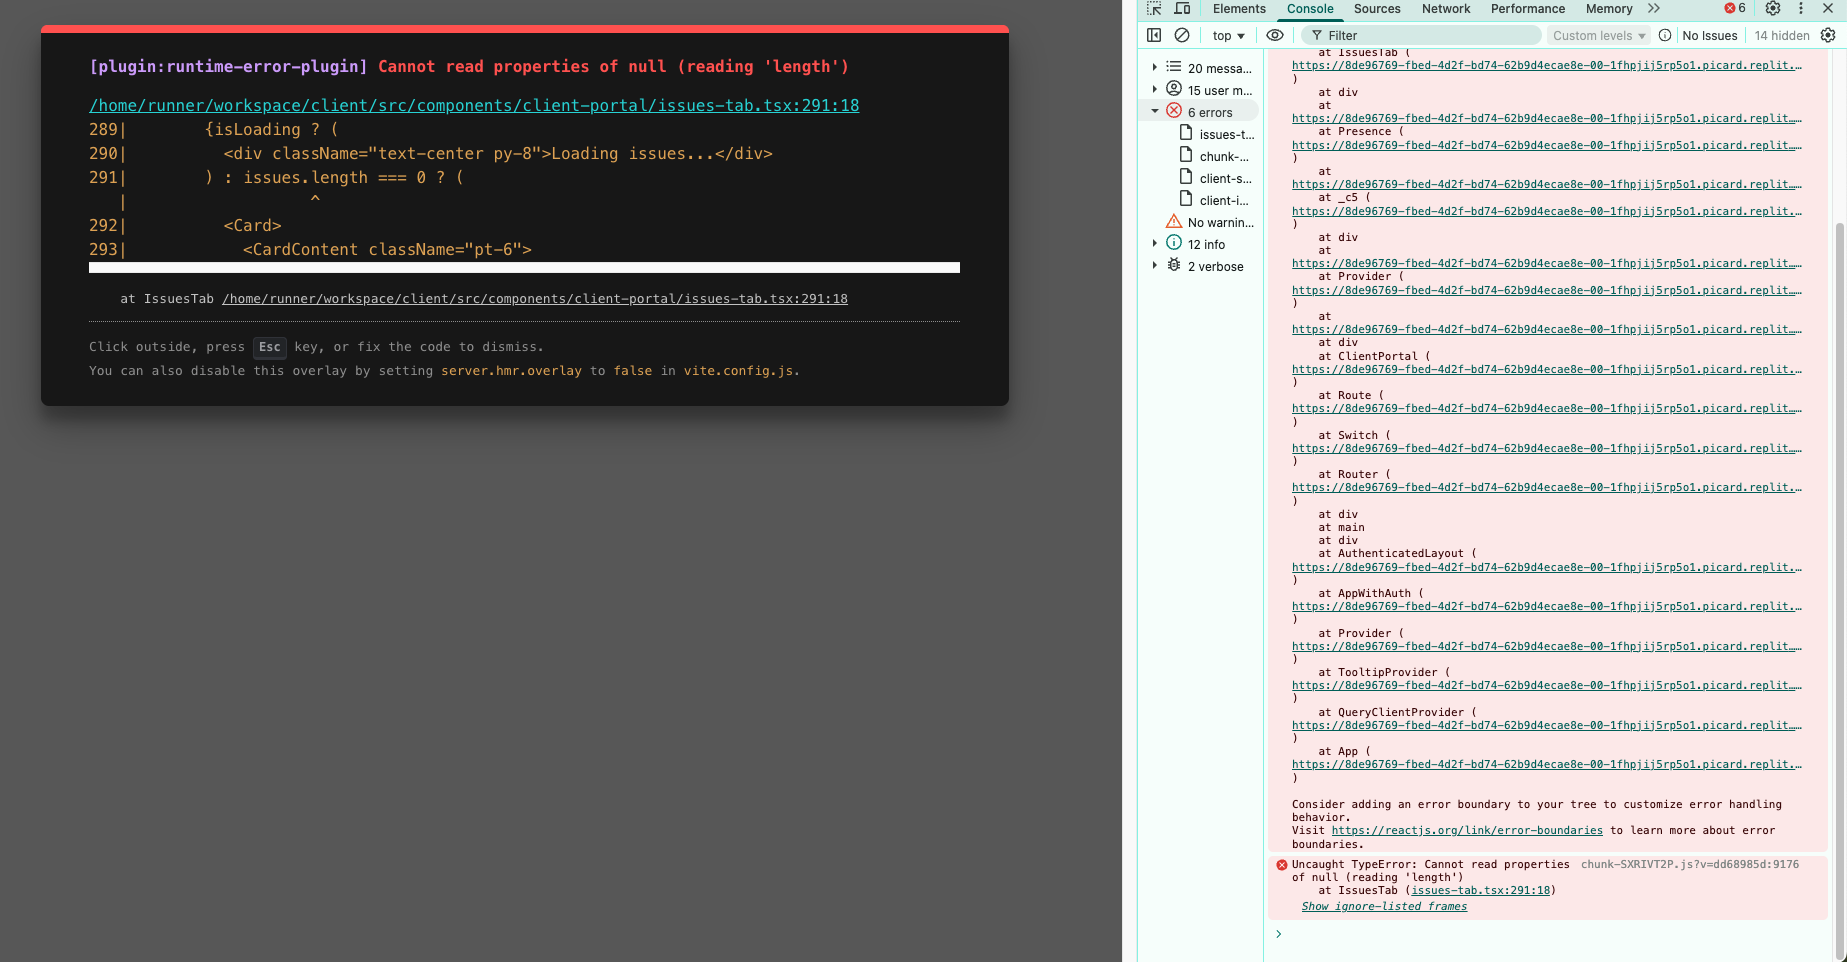 [plugin:runtime-error-plugin] Cannot read properties of null (reading 'length')
/home/runner/workspace/client/src/components/client-portal/issues-tab.tsx:291:18
289|        {isLoading ? (
290|          <div className="text-center py-8">Loading issues...</div>
291|        ) : issues.length === 0 ? (
   |                   ^
292|          <Card>
293|            <CardContent className="pt-6">
at IssuesTab /home/runner/workspace/client/src/components/client-portal/issues-tab.tsx:291:18
Click outside, press Esc key, or fix the code to dismiss.
You can also disable this overlay by setting server.hmr.overlay to false in vite.config.js.
Elements Console Sources Network Performance Memory 6
top Filter Custom levels No Issues 14 hidden
20 messa...
15 user m...
6 errors
issues-t...
chunk-...
client-s...
client-i...
No warnin...
12 info
2 verbose
at IssuesTab (
https://8de96769-fbed-4d2f-bd74-62b9d4ecae8e-00-1fhpjij5rp5o1.picard.replit.…
)
at div
at
https://8de96769-fbed-4d2f-bd74-62b9d4ecae8e-00-1fhpjij5rp5o1.picard.replit.…
at Presence (
https://8de96769-fbed-4d2f-bd74-62b9d4ecae8e-00-1fhpjij5rp5o1.picard.replit.…
)
at
https://8de96769-fbed-4d2f-bd74-62b9d4ecae8e-00-1fhpjij5rp5o1.picard.replit.…
at _c5 (
https://8de96769-fbed-4d2f-bd74-62b9d4ecae8e-00-1fhpjij5rp5o1.picard.replit.…
)
at div
at
https://8de96769-fbed-4d2f-bd74-62b9d4ecae8e-00-1fhpjij5rp5o1.picard.replit.…
at Provider (
https://8de96769-fbed-4d2f-bd74-62b9d4ecae8e-00-1fhpjij5rp5o1.picard.replit.…
)
at
https://8de96769-fbed-4d2f-bd74-62b9d4ecae8e-00-1fhpjij5rp5o1.picard.replit.…
at div
at ClientPortal (
https://8de96769-fbed-4d2f-bd74-62b9d4ecae8e-00-1fhpjij5rp5o1.picard.replit.…
)
at Route (
https://8de96769-fbed-4d2f-bd74-62b9d4ecae8e-00-1fhpjij5rp5o1.picard.replit.…
)
at Switch (
https://8de96769-fbed-4d2f-bd74-62b9d4ecae8e-00-1fhpjij5rp5o1.picard.replit.…
)
at Router (
https://8de96769-fbed-4d2f-bd74-62b9d4ecae8e-00-1fhpjij5rp5o1.picard.replit.…
)
at div
at main
at div
at AuthenticatedLayout (
https://8de96769-fbed-4d2f-bd74-62b9d4ecae8e-00-1fhpjij5rp5o1.picard.replit.…
)
at AppWithAuth (
https://8de96769-fbed-4d2f-bd74-62b9d4ecae8e-00-1fhpjij5rp5o1.picard.replit.…
)
at Provider (
https://8de96769-fbed-4d2f-bd74-62b9d4ecae8e-00-1fhpjij5rp5o1.picard.replit.…
)
at TooltipProvider (
https://8de96769-fbed-4d2f-bd74-62b9d4ecae8e-00-1fhpjij5rp5o1.picard.replit.…
)
at QueryClientProvider (
https://8de96769-fbed-4d2f-bd74-62b9d4ecae8e-00-1fhpjij5rp5o1.picard.replit.…
)
at App (
https://8de96769-fbed-4d2f-bd74-62b9d4ecae8e-00-1fhpjij5rp5o1.picard.replit.…
)
Consider adding an error boundary to your tree to customize error handling
behavior.
Visit https://reactjs.org/link/error-boundaries to learn more about error
boundaries.
Uncaught TypeError: Cannot read properties chunk-SXRIVT2P.js?v=dd68985d:9176
of null (reading 'length')
at IssuesTab (issues-tab.tsx:291:18)
Show ignore-listed frames